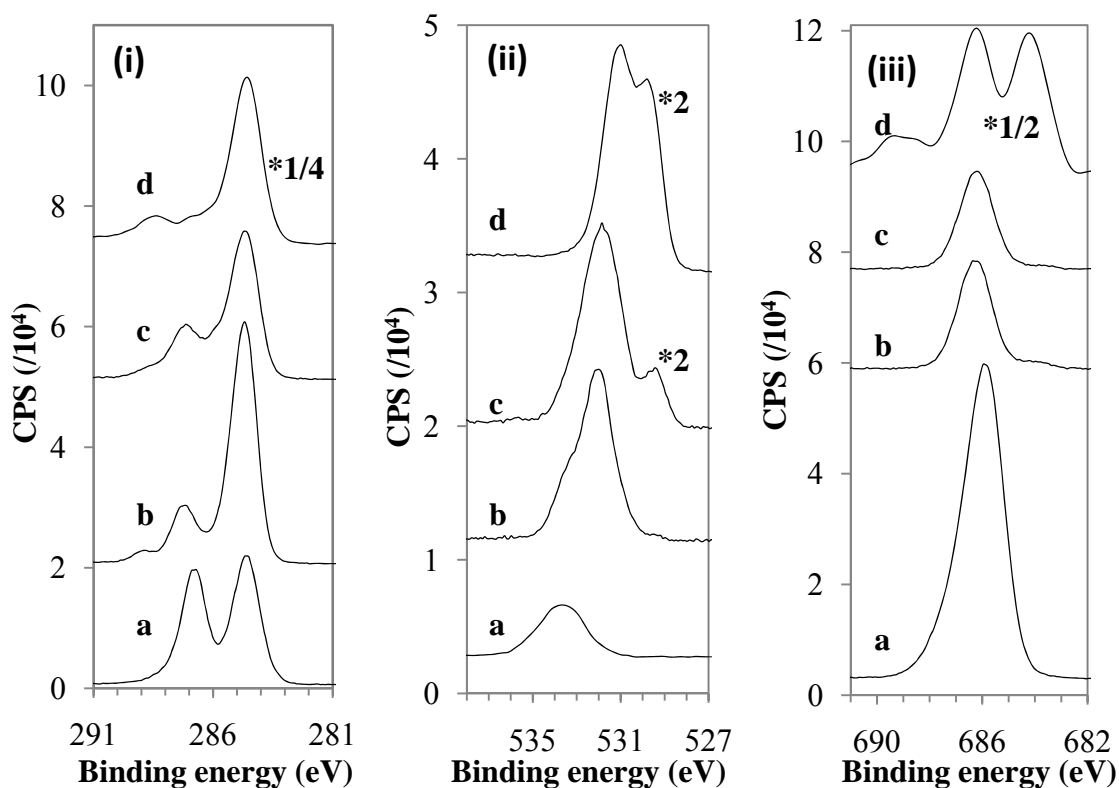 (i)
10
8
6
4
2
0
d
*1/4
c
b
a
CPS (/10⁴)
291 286 281
Binding energy (eV)
(ii)
5
4
3
2
1
0
*2
d
*2
c
b
a
CPS (/10⁴)
535 531 527
Binding energy (eV)
(iii)
12
10
8
6
4
2
0
d
*1/2
c
b
a
CPS (/10⁴)
690 686 682
Binding energy (eV)